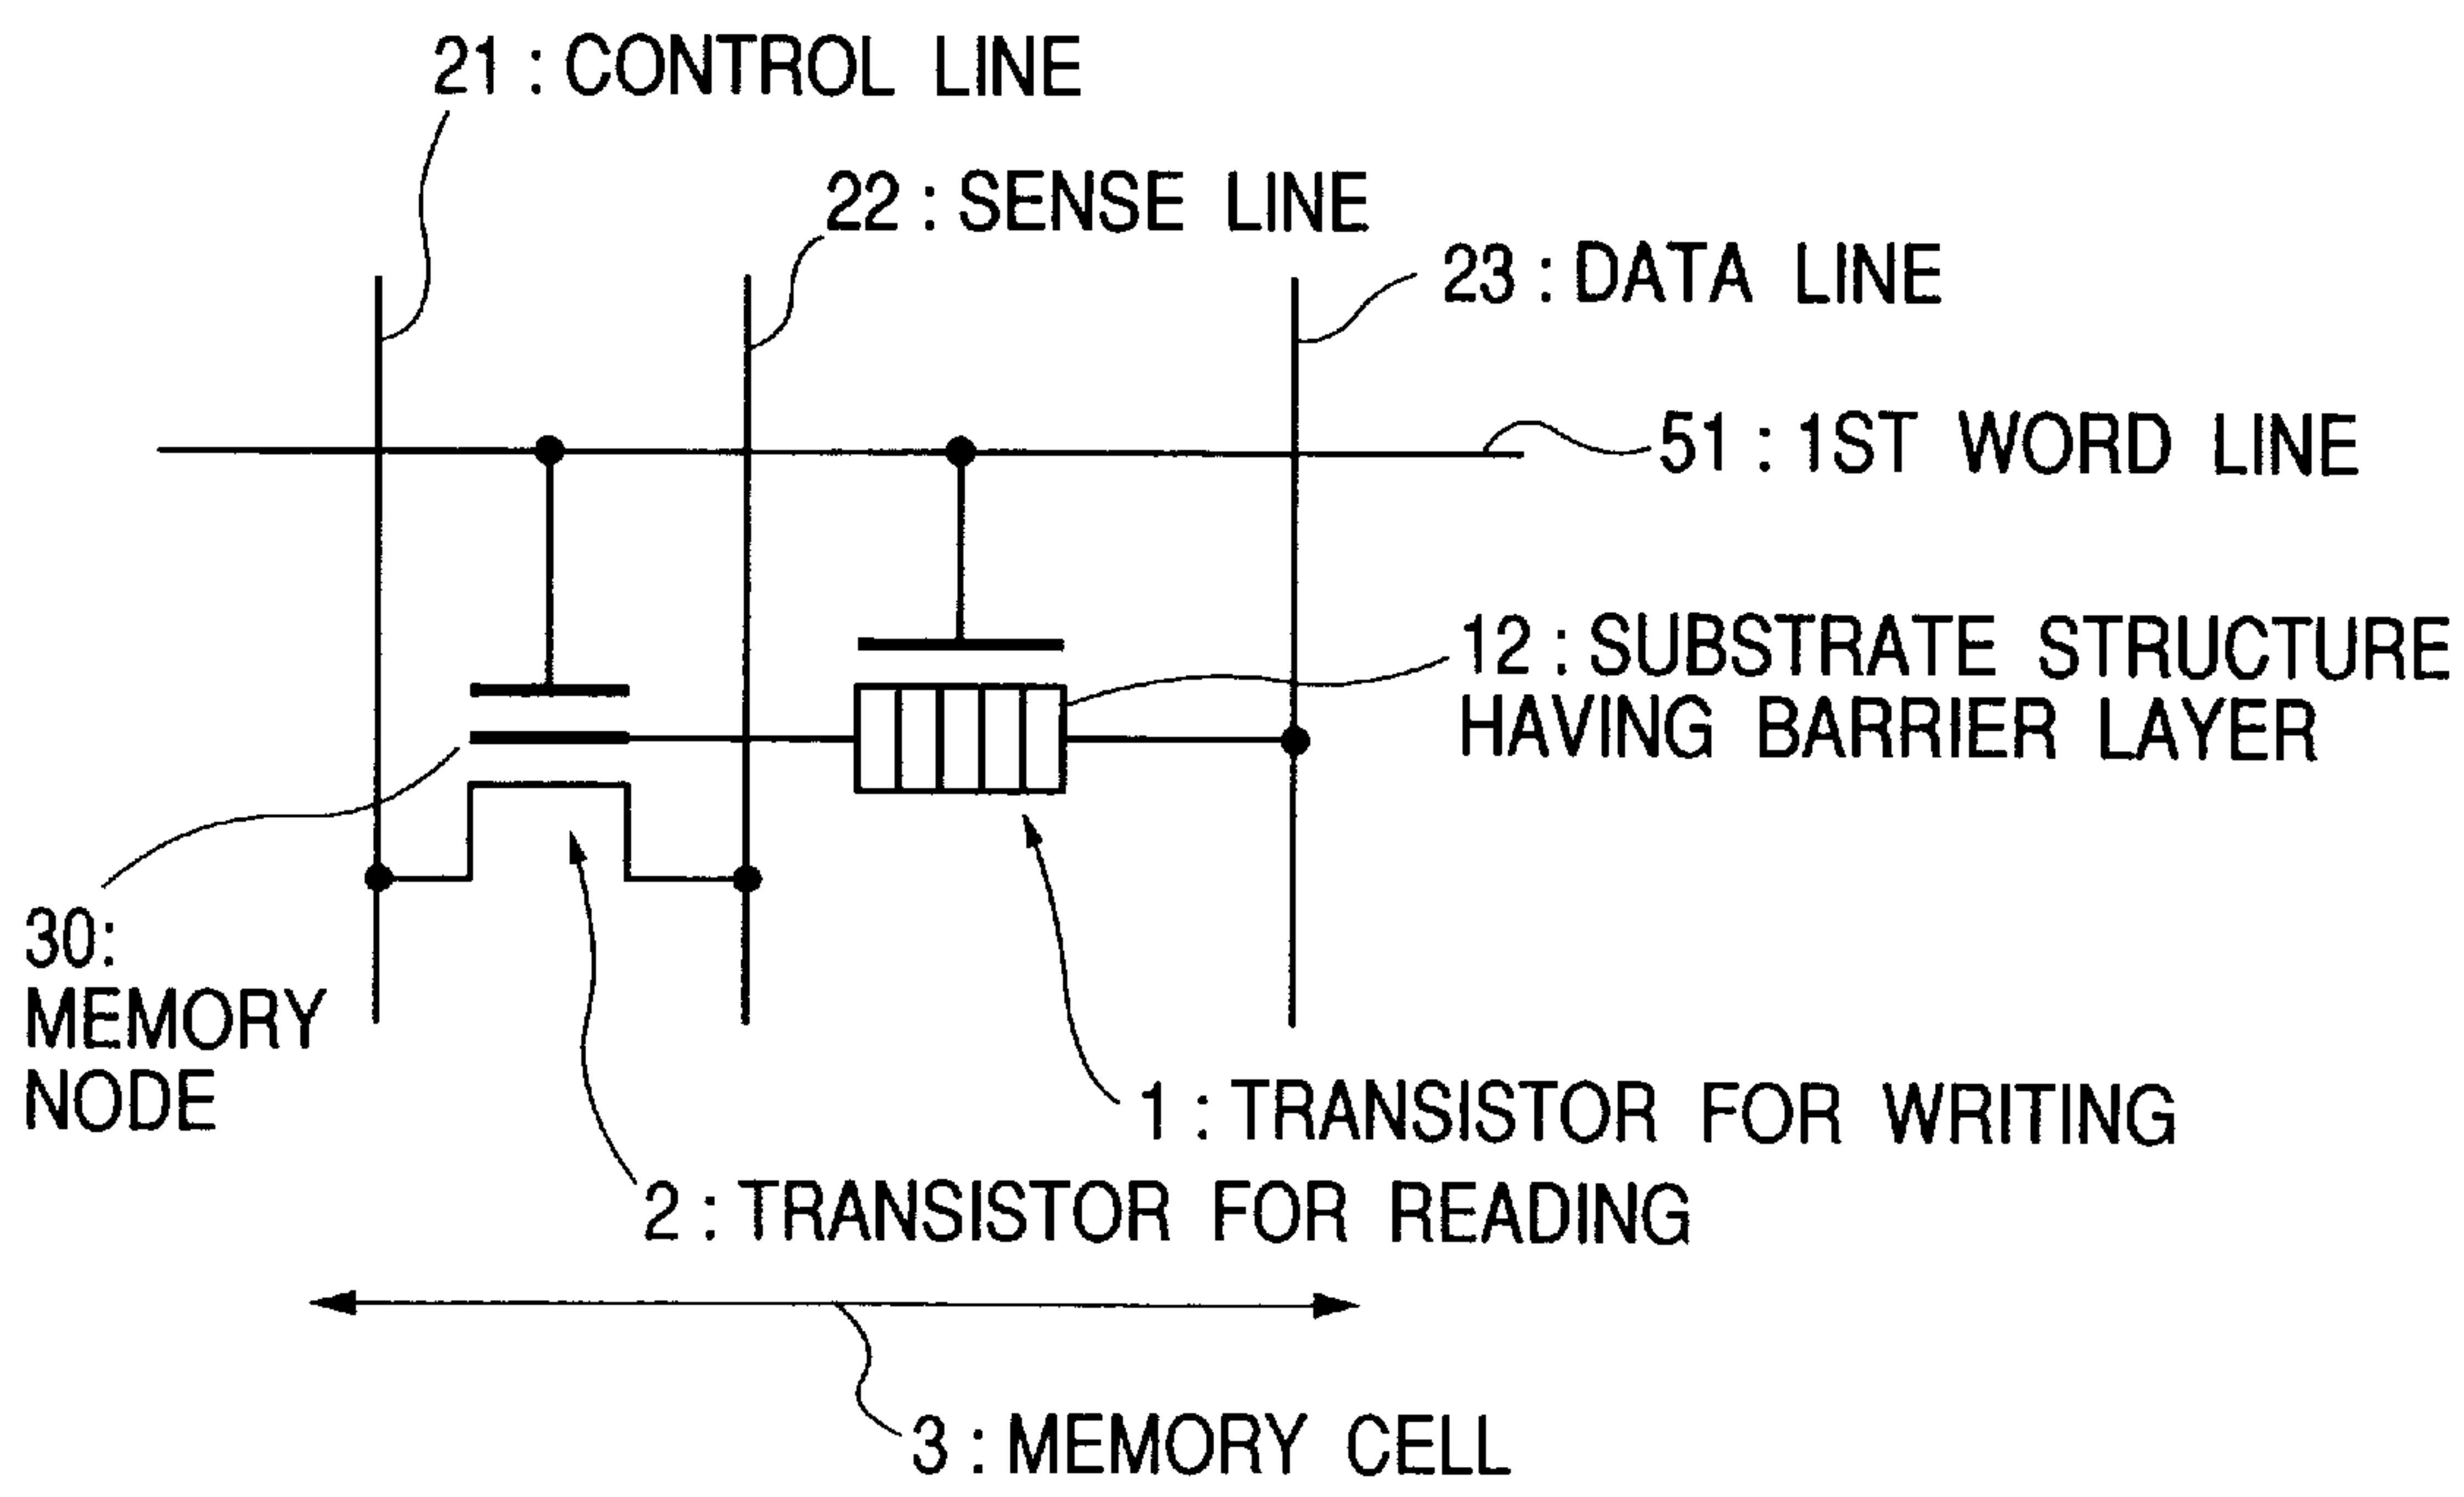 21 : CONTROL LINE
22 : SENSE LINE
23 : DATA LINE
51 : 1ST WORD LINE
12 : SUBSTRATE STRUCTURE
HAVING BARRIER LAYER
30:
MEMORY
NODE
1 : TRANSISTOR FOR WRITING
2 : TRANSISTOR FOR READING
3 : MEMORY CELL